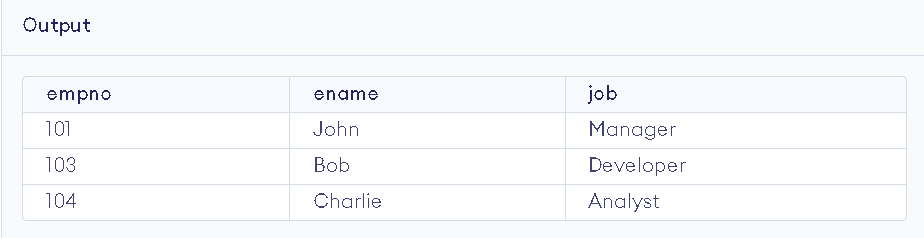 Output
empno ename job
101 John Manager
103 Bob Developer
104 Charlie Analyst